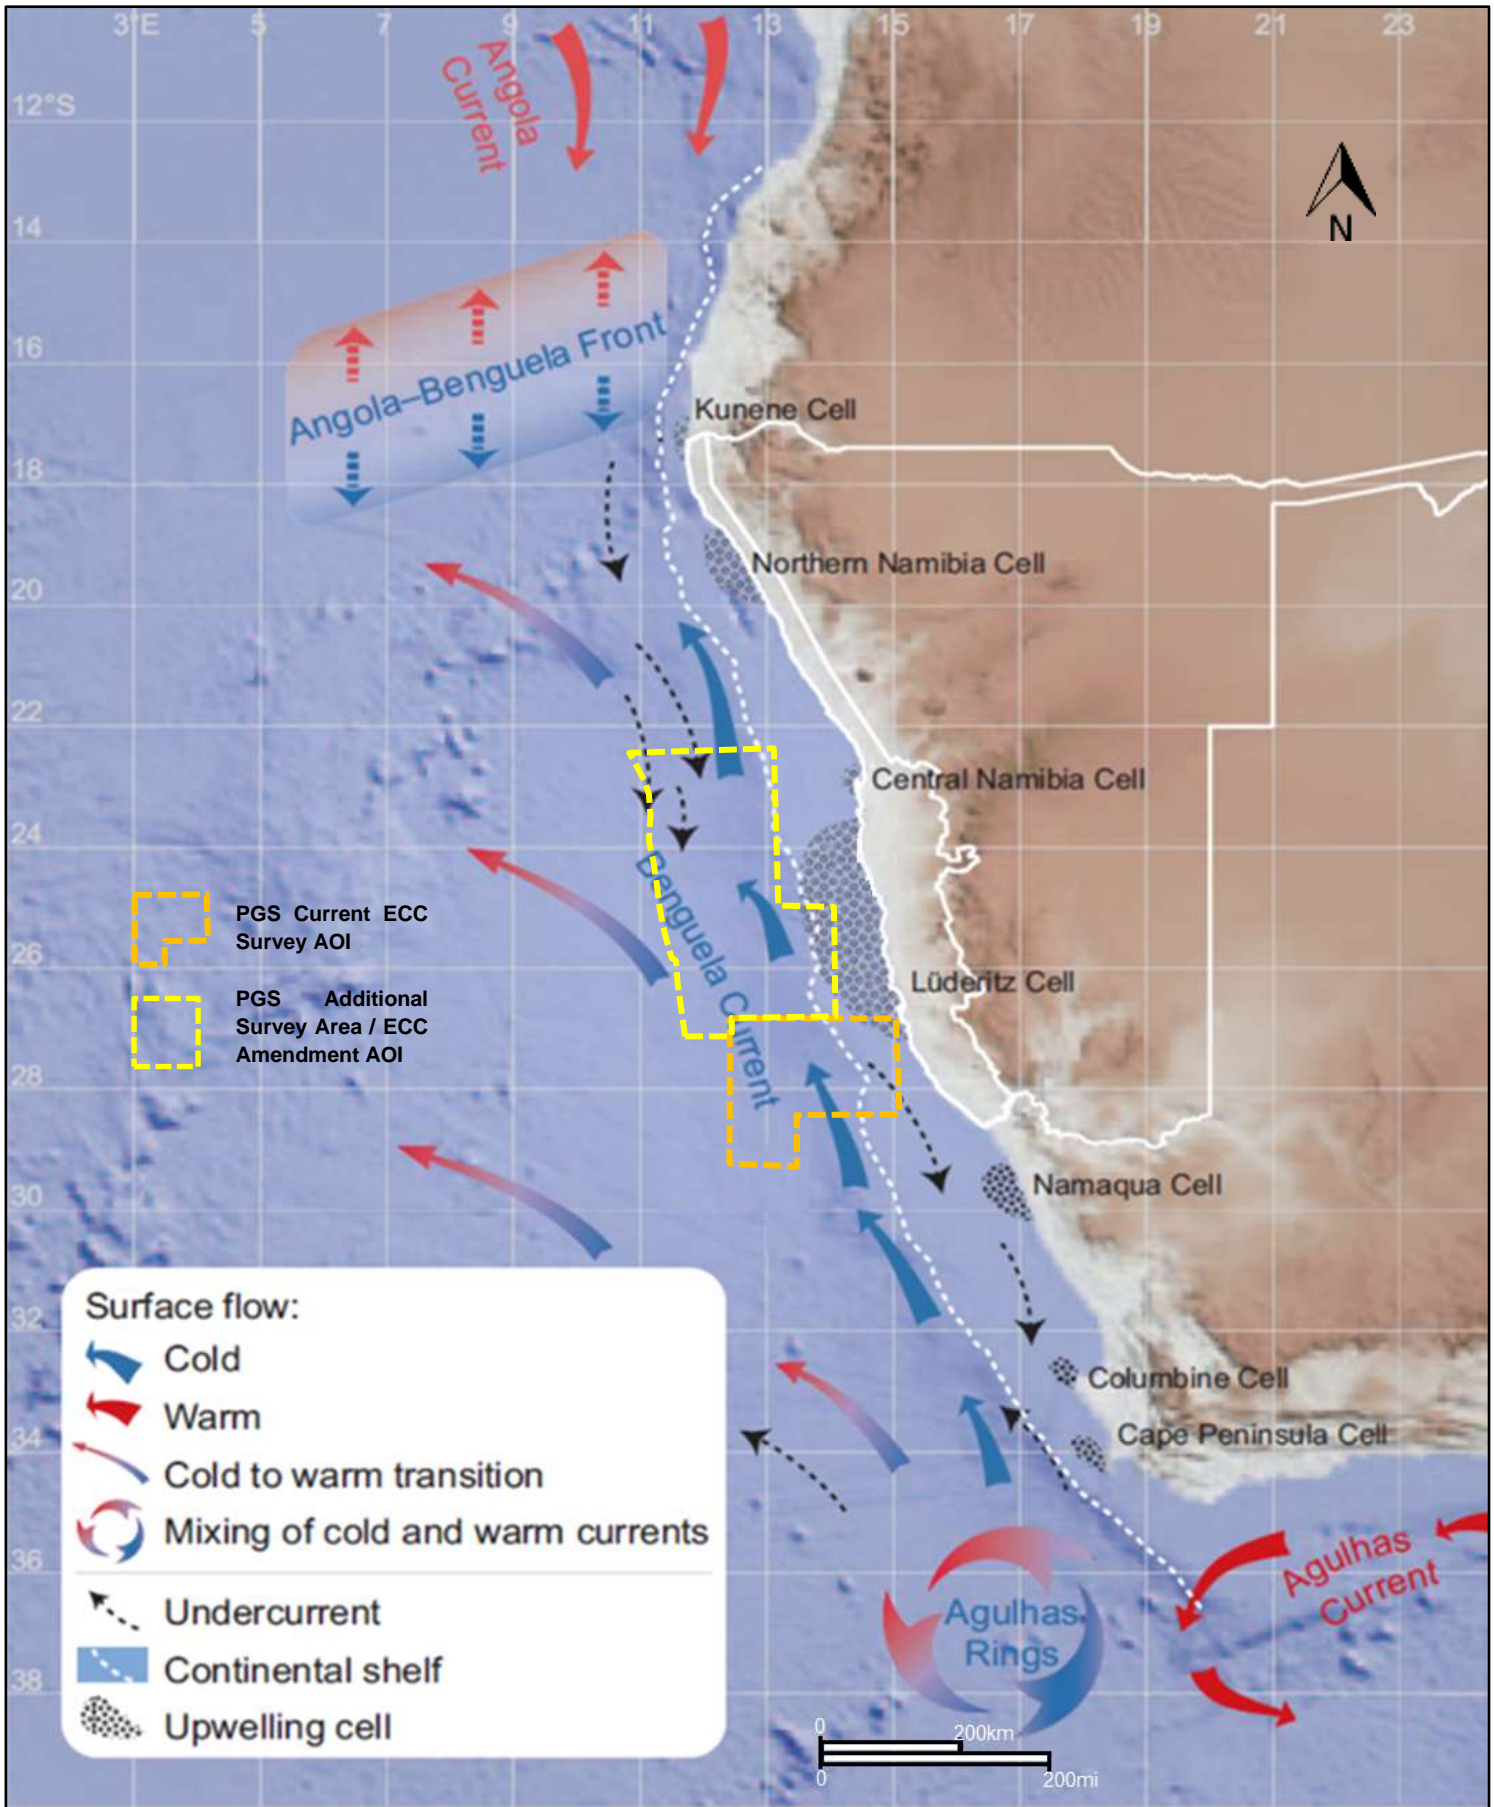 3°E 5 7 9 11 13 15 17 19 21 23
Angola
Current
12°S
14
N
16
Angola–Benguela Front
Kunene Cell
18
Northern Namibia Cell
20
22
Central Namibia Cell
24
Benguela Current
PGS Current ECC
Survey AOI
26
Lüderitz Cell
PGS Additional
Survey Area / ECC
Amendment AOI
28
Namaqua Cell
30
Surface flow:
32
Cold
Columbine Cell
Warm
34
Cape Peninsula Cell
Cold to warm transition
Mixing of cold and warm currents
36
Agulhas
Current
Undercurrent
Agulhas
Rings
Continental shelf
38
Upwelling cell
0 200km
0 200mi